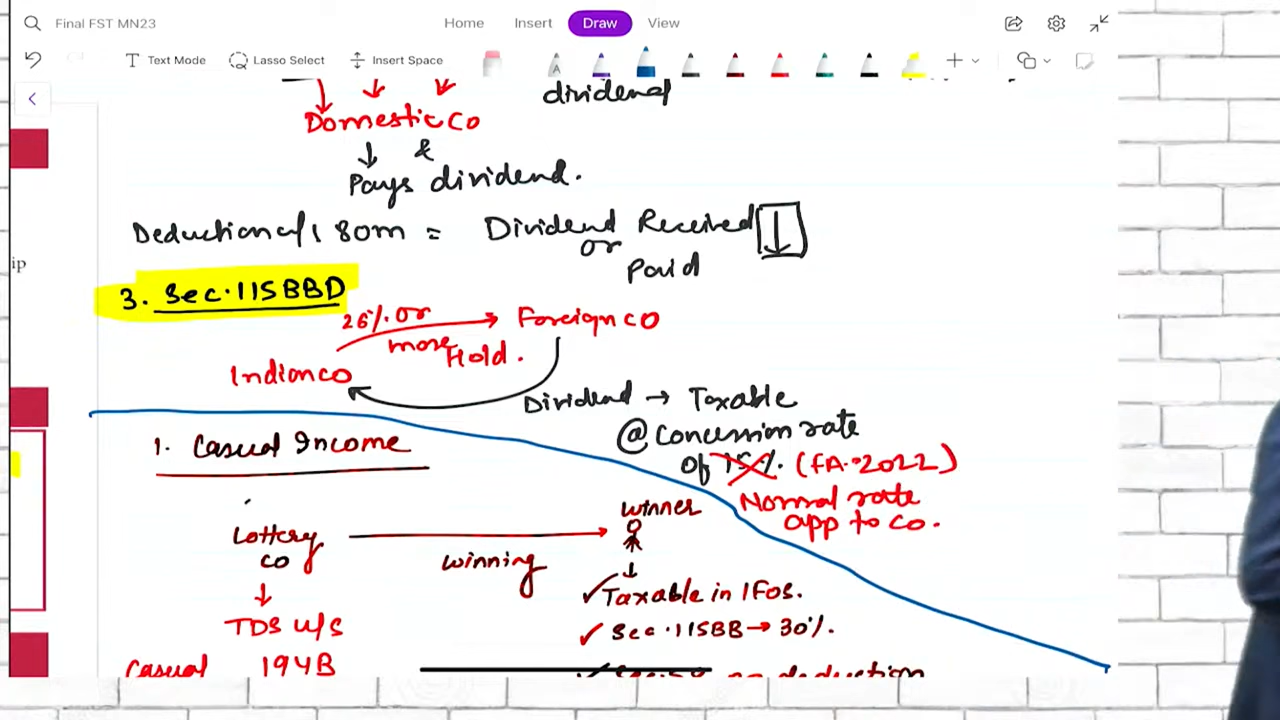 Final FST MN23
Home Insert Draw View
Text Mode Lasso Select Insert Space
dividend
Domestic Co
&
Pays dividend.
Deduction u/s 80m = Dividend Received
or
Paid
ip
3. Sec.115BBD
26%. or
more Hold.
Foreign co
Indian co
Dividend → Taxable
@ Concession rate
of 15%. (FA.2022)
Normal rate
app to co.
1. Casual Income
Lottery
co
winning
winner
Taxable in IFOS.
Sec.115BB → 30%.
TDS u/s
194B
Casual
no deduction